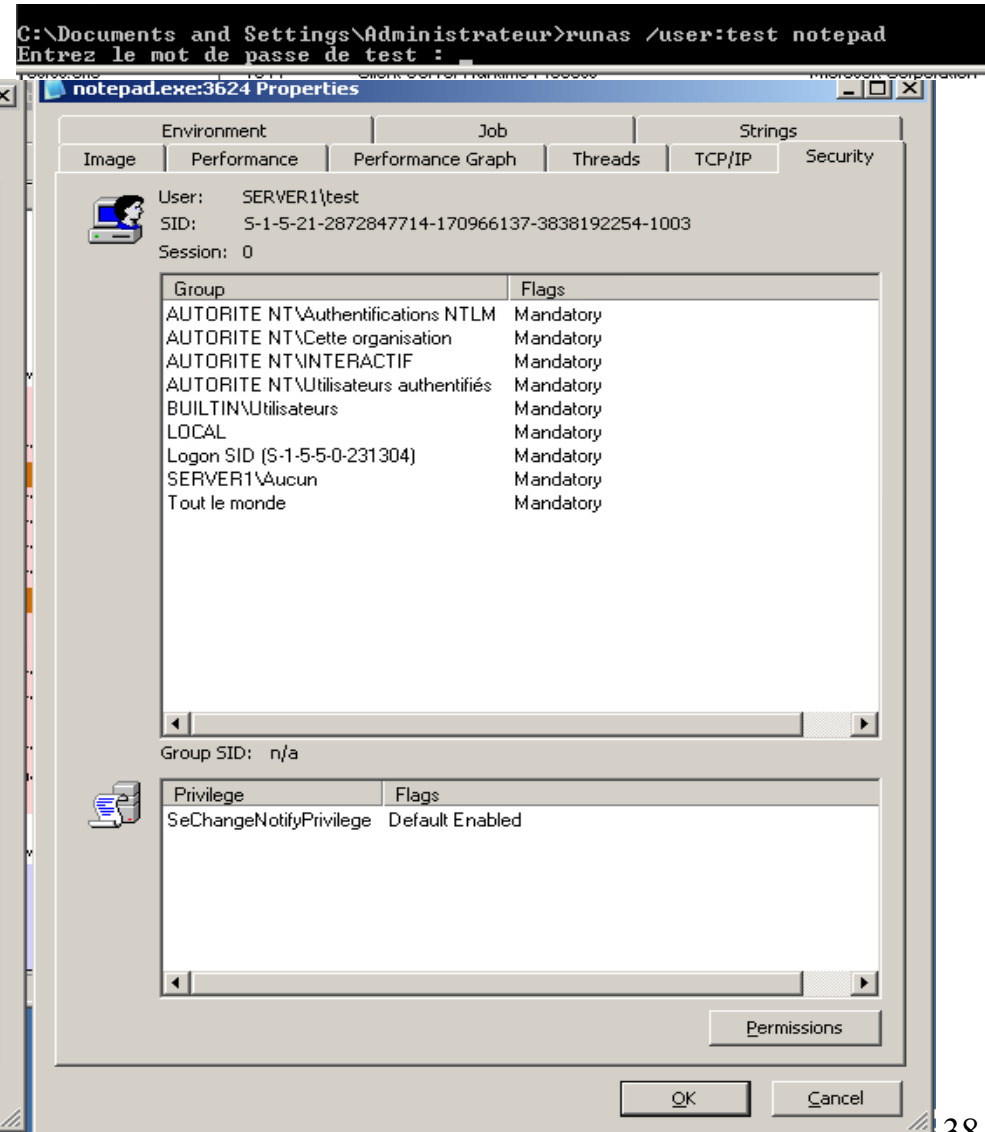 C:\Documents and Settings\Administrateur>runas /user:test notepad
Entrez le mot de passe de test : _
notepad.exe:3624 Properties
Environment Job Strings
Image Performance Performance Graph Threads TCP/IP Security
User: SERVER1\test
SID: S-1-5-21-2872847714-170966137-3838192254-1003
Session: 0
Group Flags
AUTORITE NT\Authentifications NTLM Mandatory
AUTORITE NT\Cette organisation Mandatory
AUTORITE NT\INTERACTIF Mandatory
AUTORITE NT\Utilisateurs authentifiés Mandatory
BUILTIN\Utilisateurs Mandatory
LOCAL Mandatory
Logon SID (S-1-5-5-0-231304) Mandatory
SERVER1\Aucun Mandatory
Tout le monde Mandatory
Group SID: n/a
Privilege Flags
SeChangeNotifyPrivilege Default Enabled
Permissions
OK Cancel
38